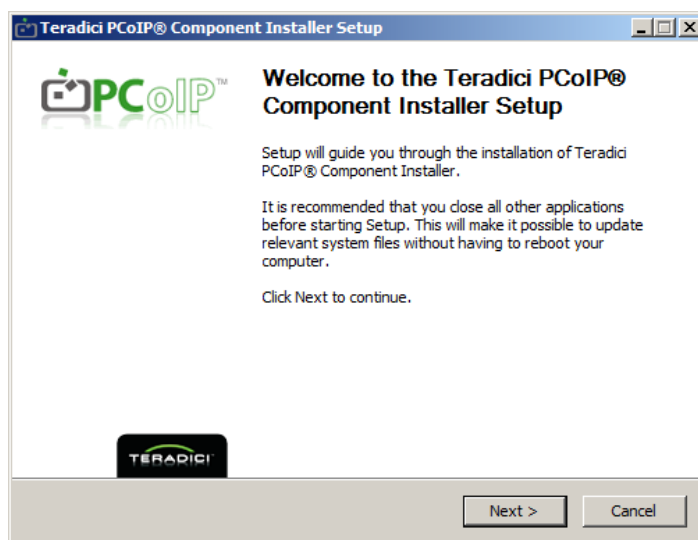 Teradici PCoIP® Component Installer Setup
PCoIP™
Welcome to the Teradici PCoIP®
Component Installer Setup
Setup will guide you through the installation of Teradici
PCoIP® Component Installer.
It is recommended that you close all other applications
before starting Setup. This will make it possible to update
relevant system files without having to reboot your
computer.
Click Next to continue.
TERADICI
Next >
Cancel